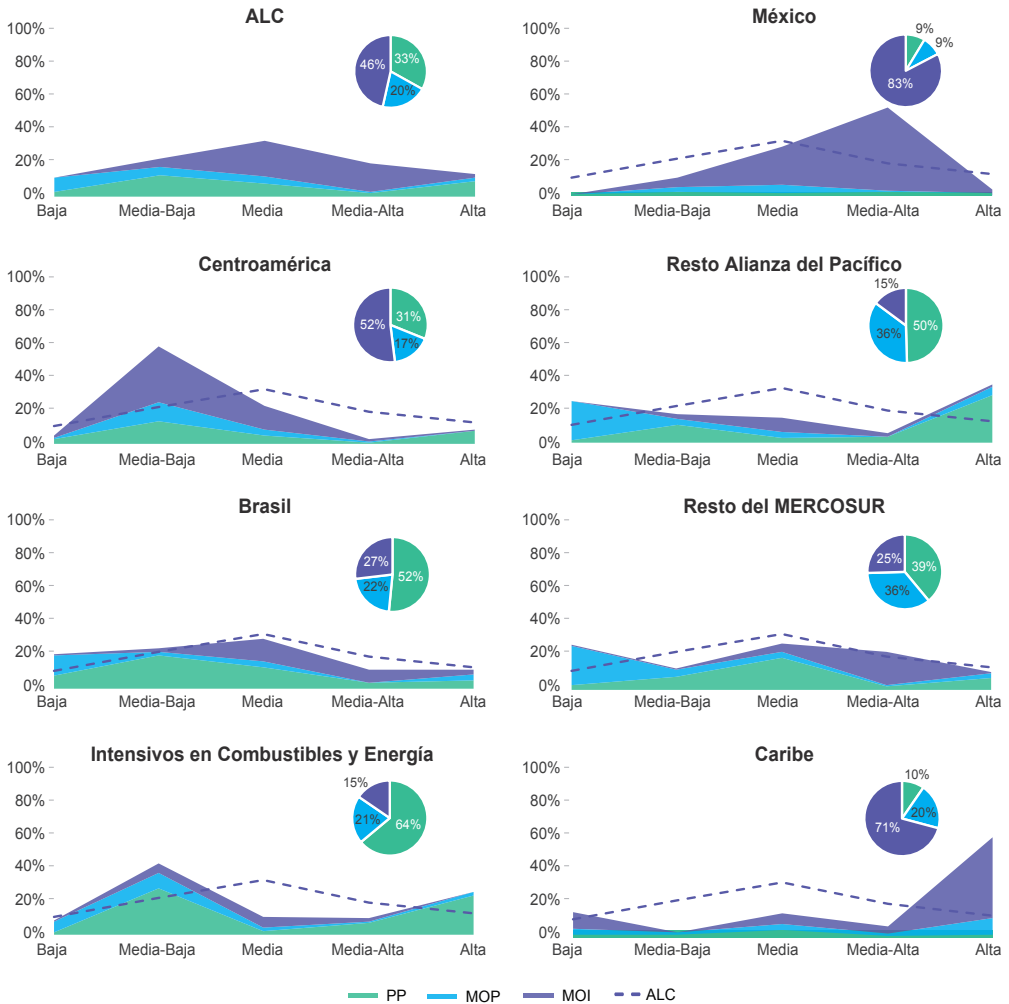 ALC
100%
80%
60%
40%
20%
0%
Baja Media-Baja Media Media-Alta Alta
46% 33% 20%
México
100%
80%
60%
40%
20%
0%
Baja Media-Baja Media Media-Alta Alta
9% 9% 83%
Centroamérica
100%
80%
60%
40%
20%
0%
Baja Media-Baja Media Media-Alta Alta
52% 31% 17%
Resto Alianza del Pacífico
100%
80%
60%
40%
20%
0%
Baja Media-Baja Media Media-Alta Alta
15% 50% 36%
Brasil
100%
80%
60%
40%
20%
0%
Baja Media-Baja Media Media-Alta Alta
27% 52% 22%
Resto del MERCOSUR
100%
80%
60%
40%
20%
0%
Baja Media-Baja Media Media-Alta Alta
25% 39% 36%
Intensivos en Combustibles y Energía
100%
80%
60%
40%
20%
0%
Baja Media-Baja Media Media-Alta Alta
15% 21% 64%
Caribe
100%
80%
60%
40%
20%
0%
Baja Media-Baja Media Media-Alta Alta
10% 20% 71%
PP MOP MOI ALC